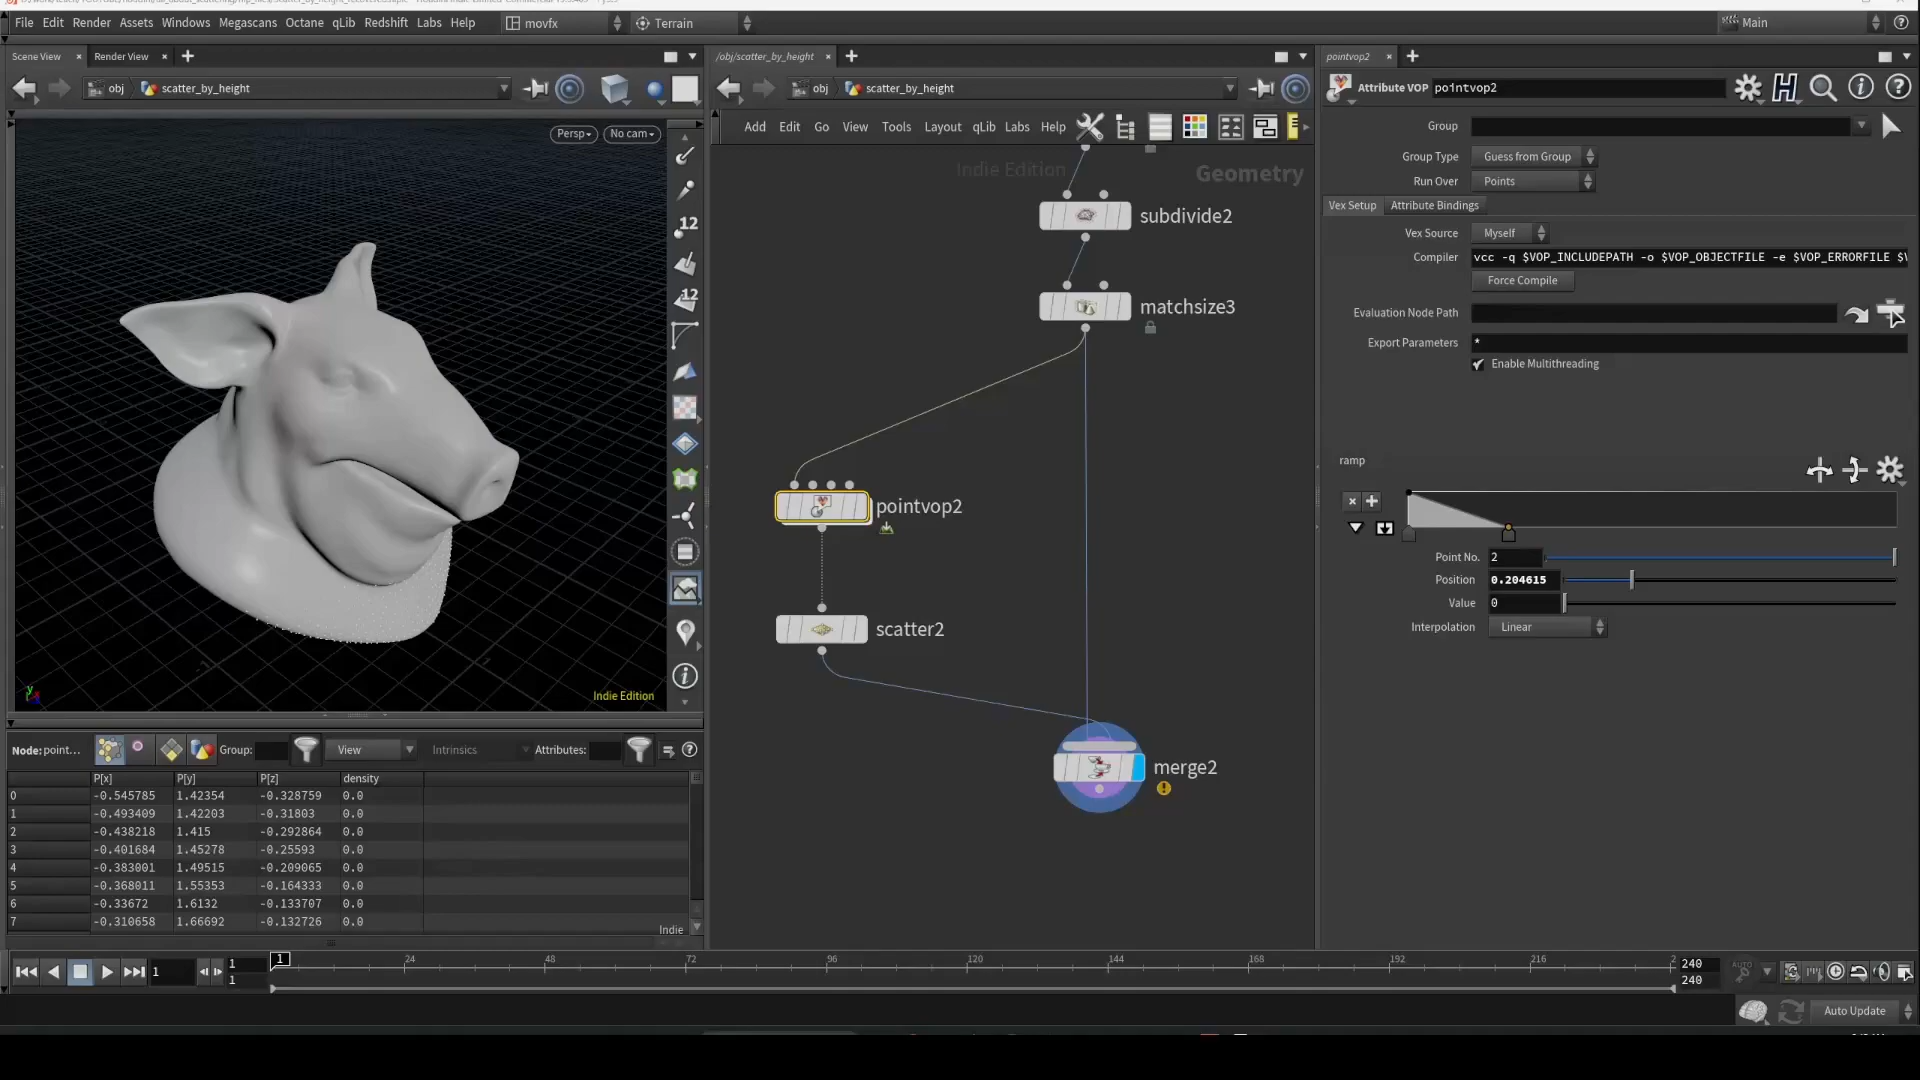 File Edit Render Assets Windows Megascans Octane qLib Redshift Labs Help movfx Terrain Main
Scene View Render View
obj scatter_by_height
Persp No cam
12
12
Indie Edition
/obj/scatter_by_height
obj scatter_by_height
Add Edit Go View Tools Layout qLib Labs Help
Indie Edition Geometry
subdivide2
matchsize3
pointvop2
scatter2
merge2
pointvop2
Attribute VOP pointvop2
Group
Group Type Guess from Group
Run Over Points
Vex Setup Attribute Bindings
Vex Source Myself
Compiler vcc -q $VOP_INCLUDEPATH -o $VOP_OBJECTFILE -e $VOP_ERRORFILE $
Force Compile
Evaluation Node Path
Export Parameters *
Enable Multithreading
ramp
Point No. 2
Position 0.204615
Value 0
Interpolation Linear
Node: point... Group: View Intrinsics Attributes:
P[x] P[y] P[z] density
0 -0.545785 1.42354 -0.328759 0.0
1 -0.493409 1.42203 -0.31803 0.0
2 -0.438218 1.415 -0.292864 0.0
3 -0.401684 1.45278 -0.25593 0.0
4 -0.383001 1.49515 -0.209065 0.0
5 -0.368011 1.55353 -0.164333 0.0
6 -0.33672 1.6132 -0.133707 0.0
7 -0.310658 1.66692 -0.132726 0.0
Indie
1 1 1 24 48 72 96 120 144 168 192 216 2 240 AUTO
1 240
Auto Update